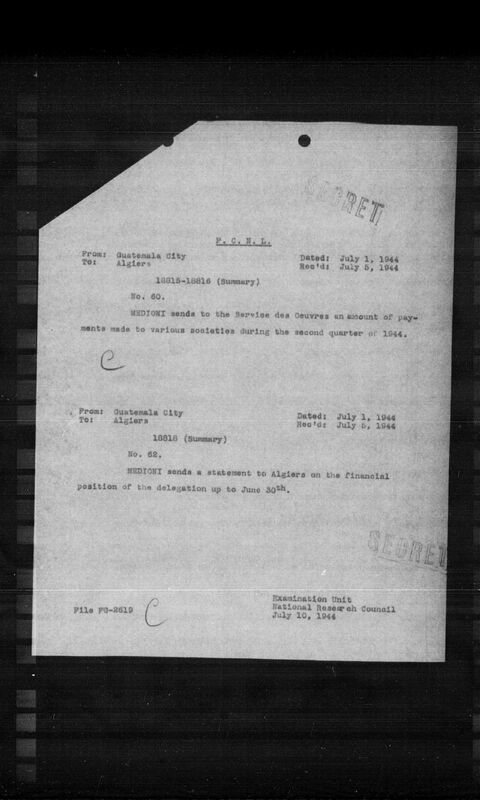 SECRET
F. C. N. L.
From: Guatemala City Dated: July 1, 1944
To: Algiers Rec'd: July 5, 1944
18815-18816 (Summary)
No. 60.
MEDIONI sends to the Service des Oeuvres an amount of pay-
ments made to various societies during the second quarter of 1944.
C
From: Guatemala City Dated: July 1, 1944
To: Algiers Rec'd: July 5, 1944
18818 (Summary)
No. 62.
MEDIONI sends a statement to Algiers on the financial
position of the delegation up to June 30th.
SECRET
Examination Unit
File FC-2619 C National Research Council
July 10, 1944